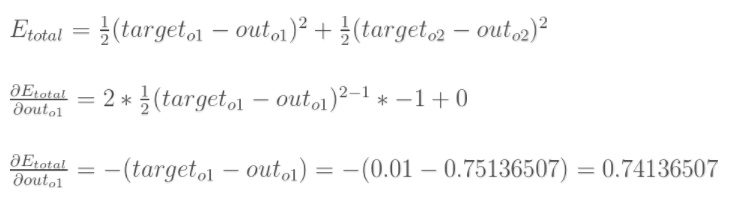 E_{total} = \frac{1}{2}(target_{o1} - out_{o1})^{2} + \frac{1}{2}(target_{o2} - out_{o2})^{2}
\frac{\partial E_{total}}{\partial out_{o1}} = 2 * \frac{1}{2}(target_{o1} - out_{o1})^{2-1} * -1 + 0
\frac{\partial E_{total}}{\partial out_{o1}} = -(target_{o1} - out_{o1}) = -(0.01 - 0.75136507) = 0.74136507